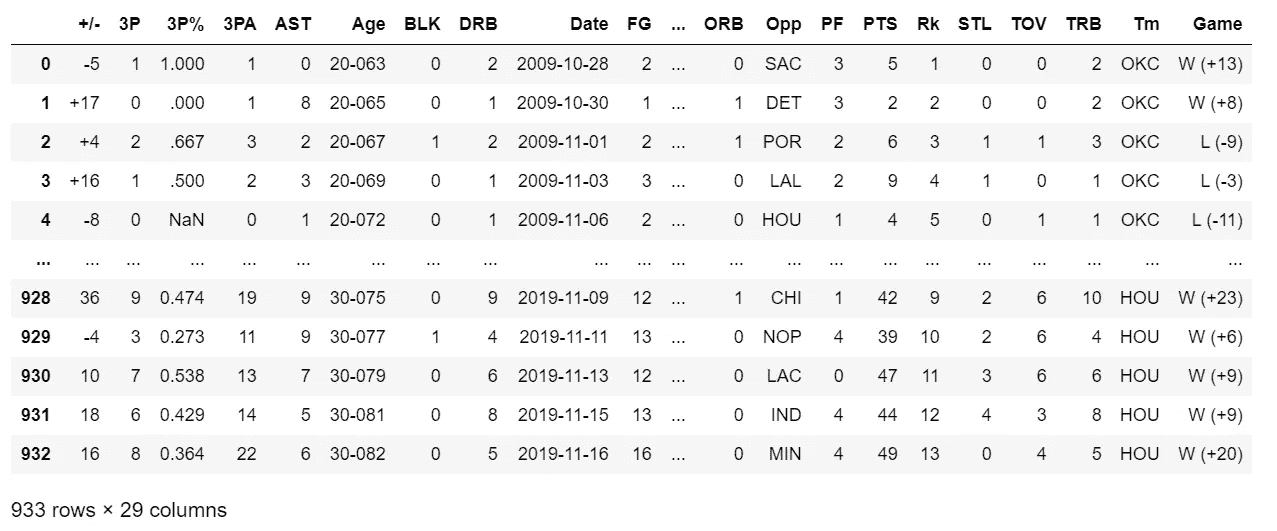 +/- 3P 3P% 3PA AST Age BLK DRB Date FG ... ORB Opp PF PTS Rk STL TOV TRB Tm Game
0 -5 1 1.000 1 0 20-063 0 2 2009-10-28 2 ... 0 SAC 3 5 1 0 0 2 OKC W (+13)
1 +17 0 .000 1 8 20-065 0 1 2009-10-30 1 ... 1 DET 3 2 2 0 0 2 OKC W (+8)
2 +4 2 .667 3 2 20-067 1 2 2009-11-01 2 ... 1 POR 2 6 3 1 1 3 OKC L (-9)
3 +16 1 .500 2 3 20-069 0 1 2009-11-03 3 ... 0 LAL 2 9 4 1 0 1 OKC L (-3)
4 -8 0 NaN 0 1 20-072 0 1 2009-11-06 2 ... 0 HOU 1 4 5 0 1 1 OKC L (-11)
... ... ... ... ... ... ... ... ... ... ... ... ... ... ... ... ... ... ... ... ... ...
928 36 9 0.474 19 9 30-075 0 9 2019-11-09 12 ... 1 CHI 1 42 9 2 6 10 HOU W (+23)
929 -4 3 0.273 11 9 30-077 1 4 2019-11-11 13 ... 0 NOP 4 39 10 2 6 4 HOU W (+6)
930 10 7 0.538 13 7 30-079 0 6 2019-11-13 12 ... 0 LAC 0 47 11 3 6 6 HOU W (+9)
931 18 6 0.429 14 5 30-081 0 8 2019-11-15 13 ... 0 IND 4 44 12 4 3 8 HOU W (+9)
932 16 8 0.364 22 6 30-082 0 5 2019-11-16 16 ... 0 MIN 4 49 13 0 4 5 HOU W (+20)
933 rows × 29 columns